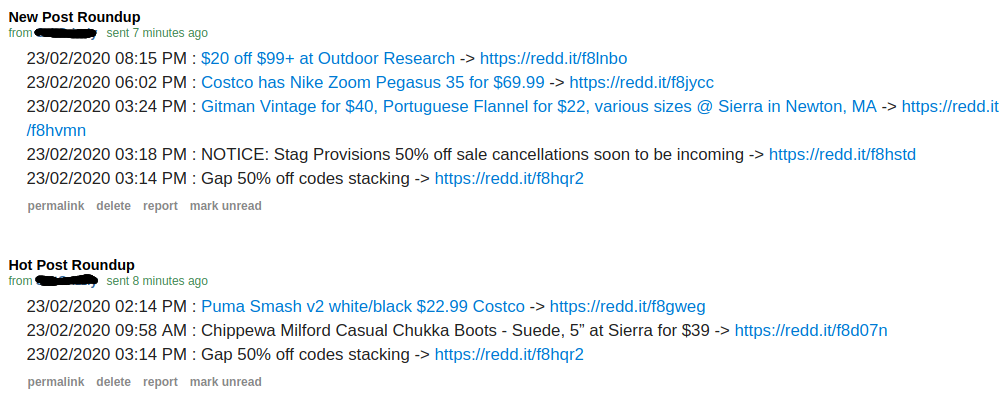 New Post Roundup
from sent 7 minutes ago
23/02/2020 08:15 PM : $20 off $99+ at Outdoor Research -> https://redd.it/f8lnbo
23/02/2020 06:02 PM : Costco has Nike Zoom Pegasus 35 for $69.99 -> https://redd.it/f8jycc
23/02/2020 03:24 PM : Gitman Vintage for $40, Portuguese Flannel for $22, various sizes @ Sierra in Newton, MA -> https://redd.it
/f8hvmn
23/02/2020 03:18 PM : NOTICE: Stag Provisions 50% off sale cancellations soon to be incoming -> https://redd.it/f8hstd
23/02/2020 03:14 PM : Gap 50% off codes stacking -> https://redd.it/f8hqr2
permalink delete report mark unread
Hot Post Roundup
from sent 8 minutes ago
23/02/2020 02:14 PM : Puma Smash v2 white/black $22.99 Costco -> https://redd.it/f8gweg
23/02/2020 09:58 AM : Chippewa Milford Casual Chukka Boots - Suede, 5” at Sierra for $39 -> https://redd.it/f8d07n
23/02/2020 03:14 PM : Gap 50% off codes stacking -> https://redd.it/f8hqr2
permalink delete report mark unread